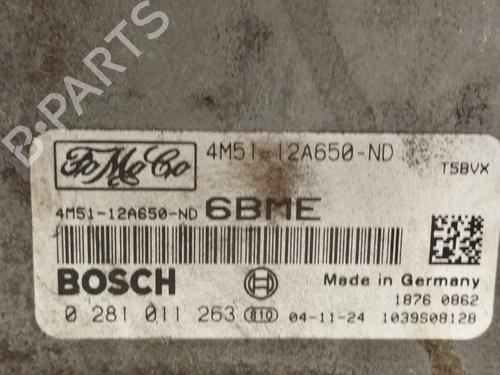 B-PARTS
FoMoCo
4M51-12A650-ND
T5BVX
4M51-12A650-ND 6BME
BOSCH
Made in Germany
1876 0862
0 281 011 263 810 04-11-24 1039S08128